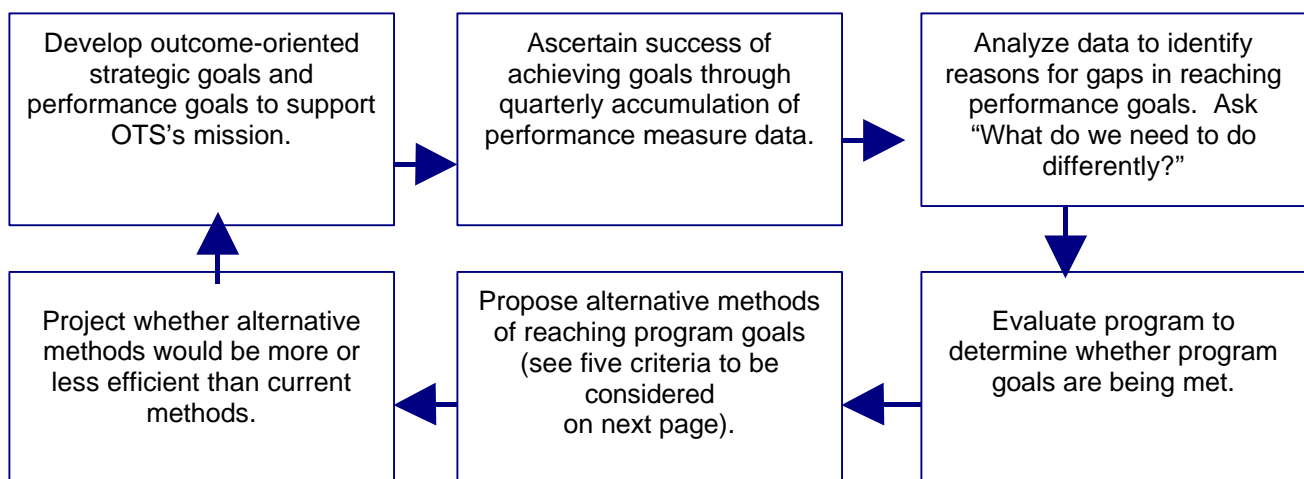 Develop outcome-oriented
strategic goals and
performance goals to support
OTS’s mission.
Ascertain success of
achieving goals through
quarterly accumulation of
performance measure data.
Analyze data to identify
reasons for gaps in reaching
performance goals.  Ask
“What do we need to do
differently?”
Evaluate program to
determine whether program
goals are being met.
Propose alternative methods
of reaching program goals
(see five criteria to be
considered
on next page).
Project whether alternative
methods would be more or
less efficient than current
methods.